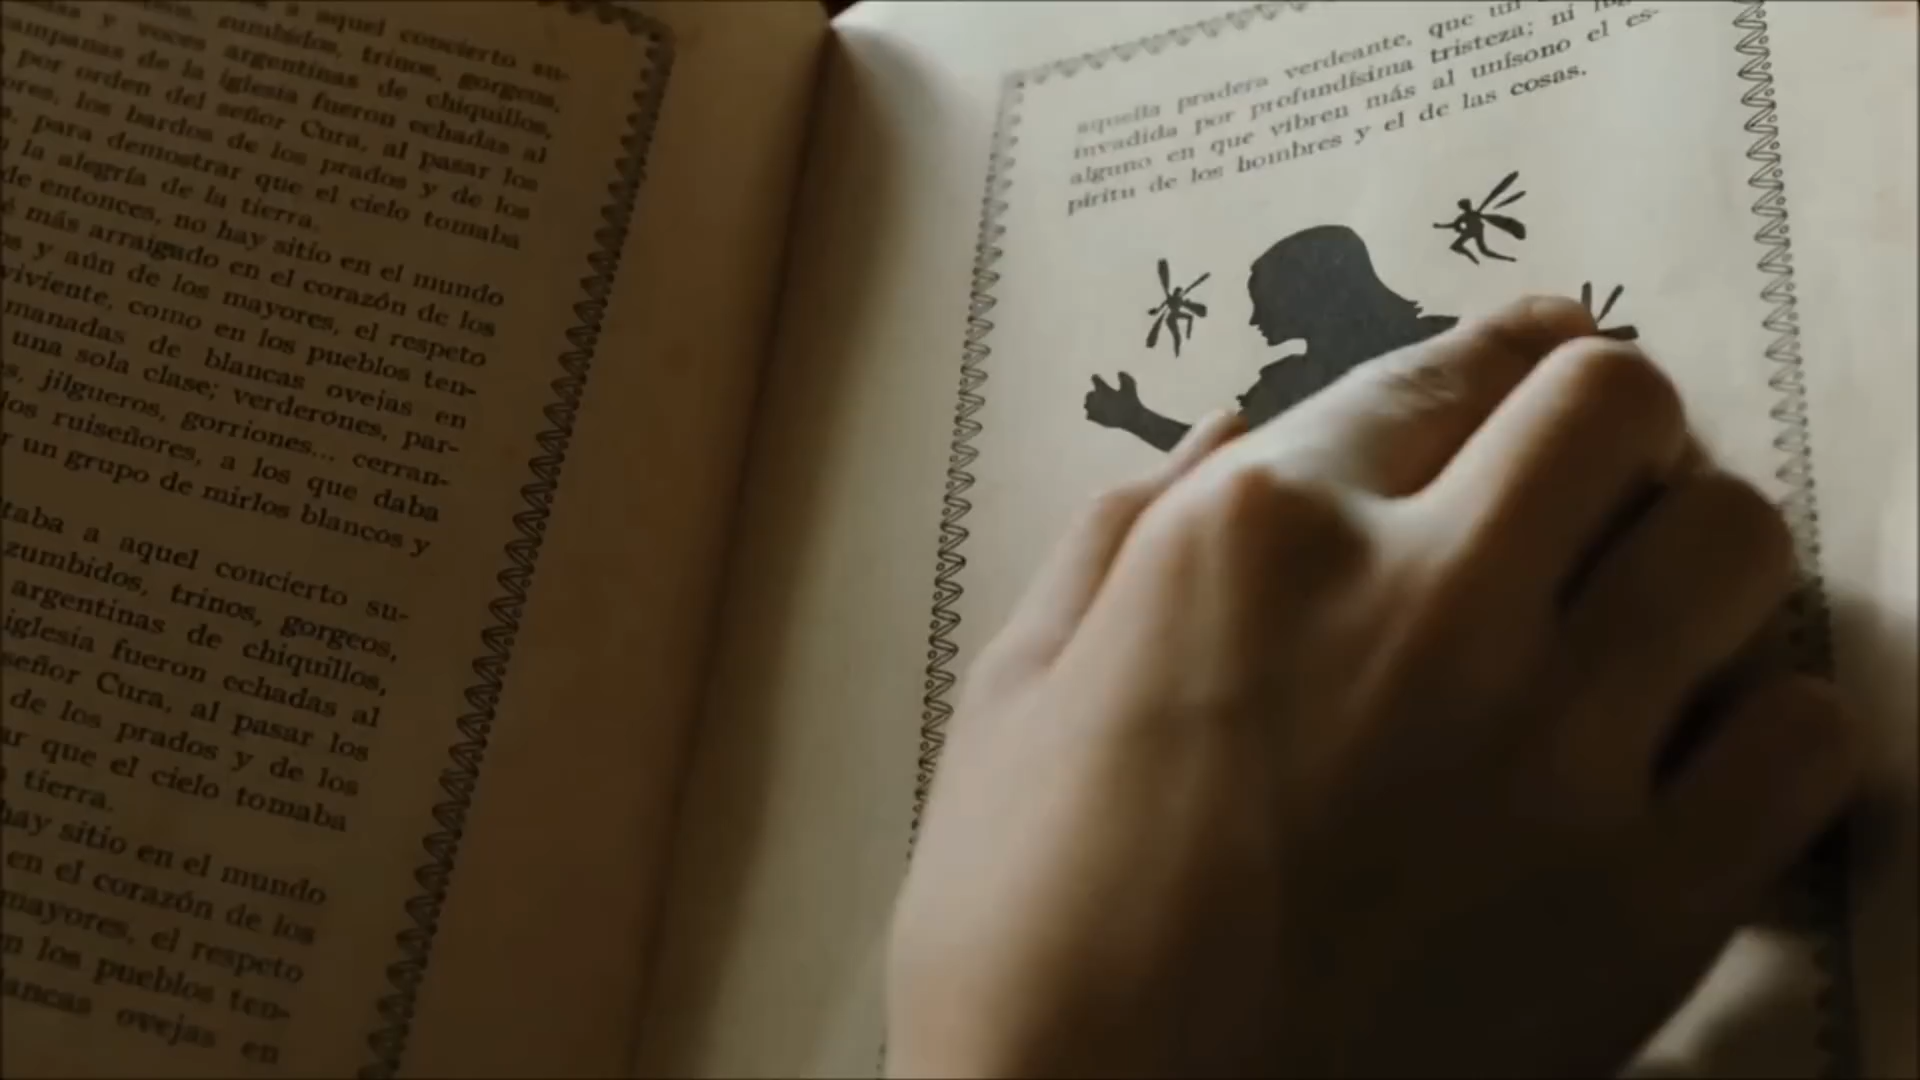 a aquel concierto su-
zumbidos, trinos, gorgeos,
y voces argentinas de chiquillos,
campanas de la iglesia fueron echadas al
por orden del señor Cura, al pasar los
los bardos de los prados y de los
para demostrar que el cielo tomaba
la alegría de la tierra.
de entonces, no hay sitio en el mundo
más arraigado en el corazón de los
y aún de los mayores, el respeto
viviente, como en los pueblos ten-
manadas de blancas ovejas en
una sola clase; verderones, par-
jilgueros, gorriones... cerran-
los ruiseñores, a los que daba
un grupo de mirlos blancos y
taba a aquel concierto su-
zumbidos, trinos, gorgeos,
argentinas de chiquillos,
iglesia fueron echadas al
señor Cura, al pasar los
de los prados y de los
que el cielo tomaba
tierra.
hay sitio en el mundo
en el corazón de los
mayores, el respeto
en los pueblos ten-
ovejas en
aquella pradera verdeante, que un
invadida por profundísima tristeza; ni
alguno en que vibren más al unísono el es-
píritu de los hombres y el de las cosas.